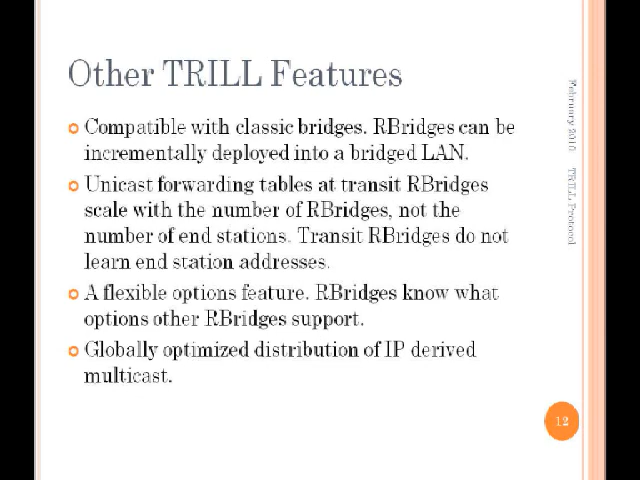 Other TRILL Features
Compatible with classic bridges. RBridges can be
incrementally deployed into a bridged LAN.
Unicast forwarding tables at transit RBridges
scale with the number of RBridges, not the
number of end stations. Transit RBridges do not
learn end station addresses.
A flexible options feature. RBridges know what
options other RBridges support.
Globally optimized distribution of IP derived
multicast.
February 2010
TRILL Protocol
12